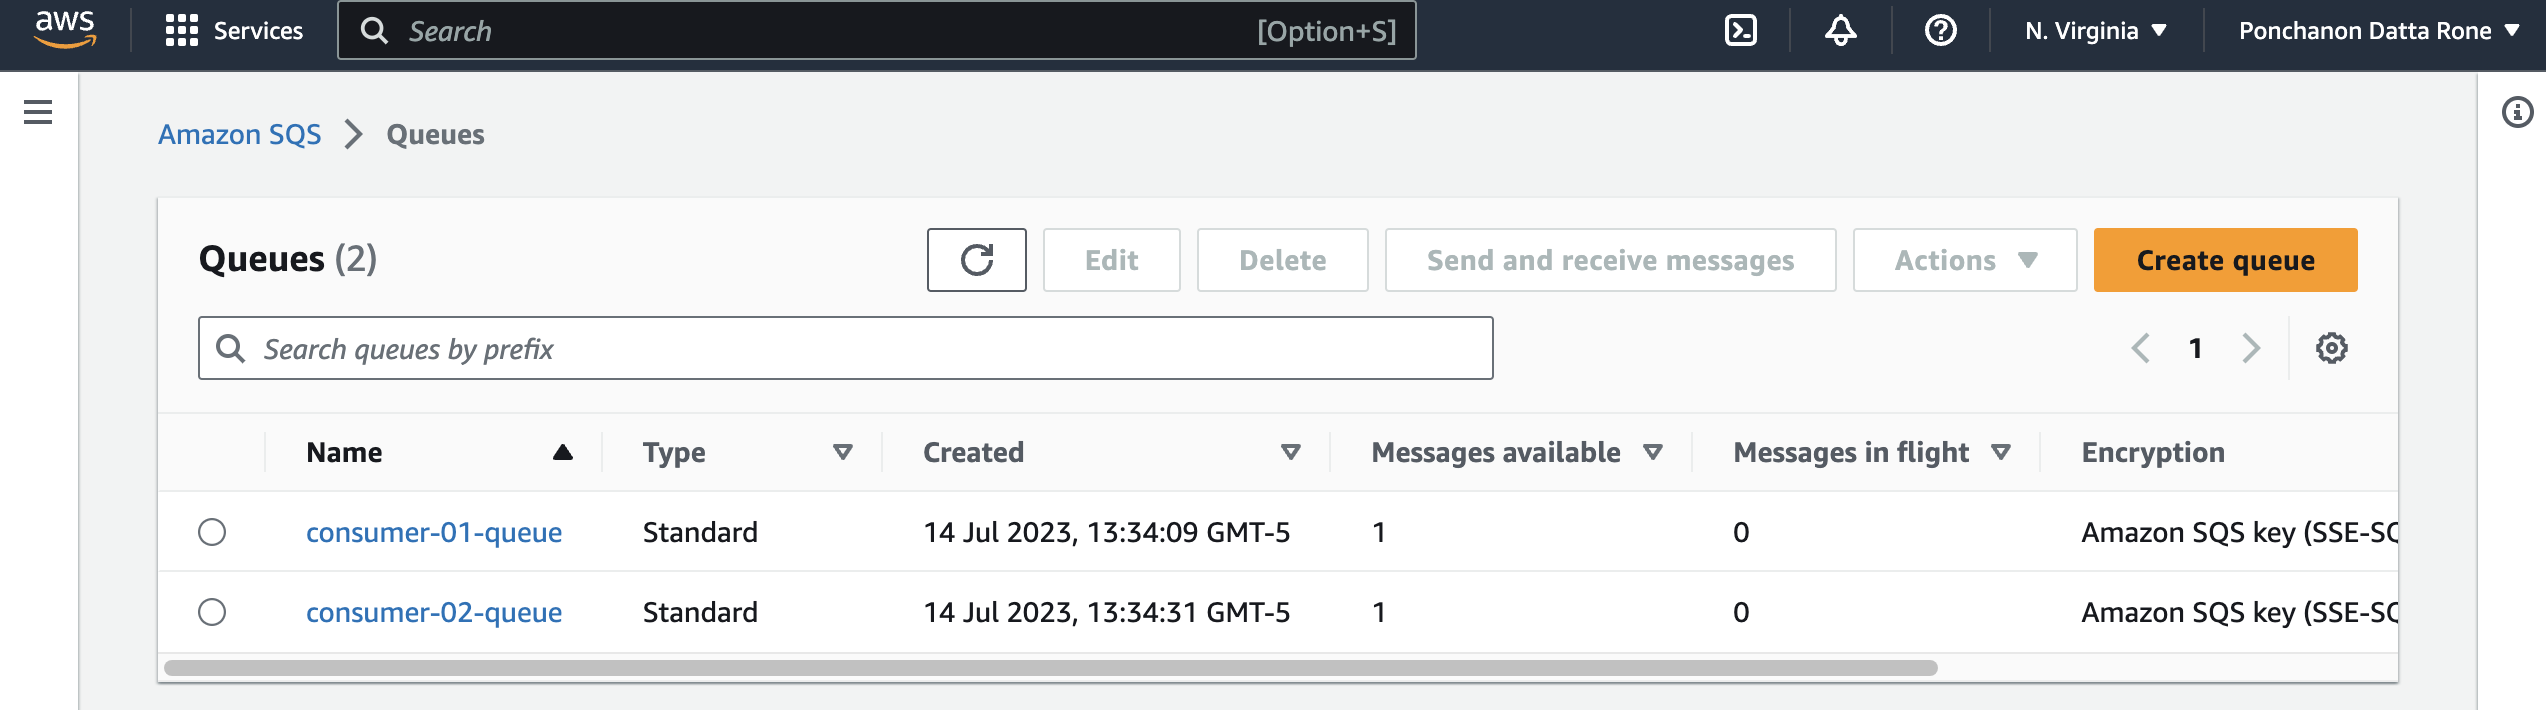 aws Services Search [Option+S] N. Virginia Ponchanon Datta Rone
Amazon SQS Queues
Queues (2) Edit Delete Send and receive messages Actions Create queue
Search queues by prefix 1
Name Type Created Messages available Messages in flight Encryption
consumer-01-queue Standard 14 Jul 2023, 13:34:09 GMT-5 1 0 Amazon SQS key (SSE-SQ
consumer-02-queue Standard 14 Jul 2023, 13:34:31 GMT-5 1 0 Amazon SQS key (SSE-SQ